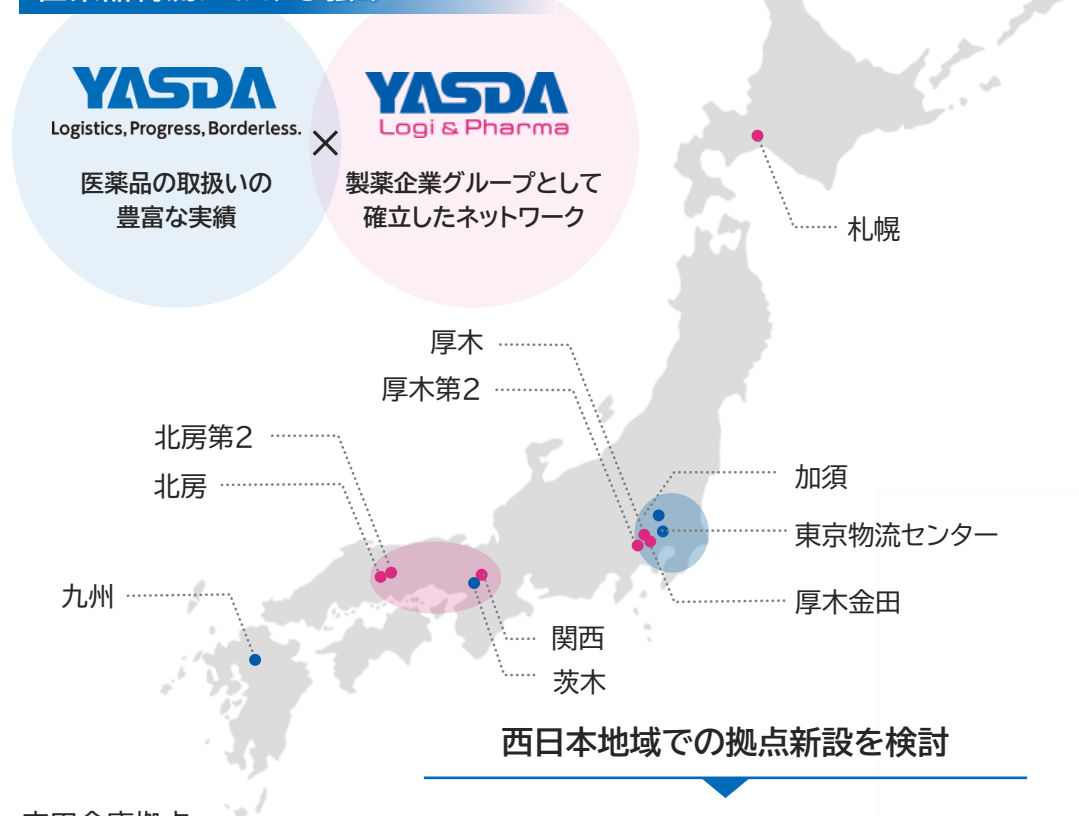 YASDA
Logistics, Progress, Borderless.
医薬品の取扱いの
豊富な実績
×
YASDA
Logi & Pharma
製薬企業グループとして
確立したネットワーク
札幌
厚木
厚木第2
北房第2
北房
加須
東京物流センター
九州
厚木金田
関西
茨木
西日本地域での拠点新設を検討